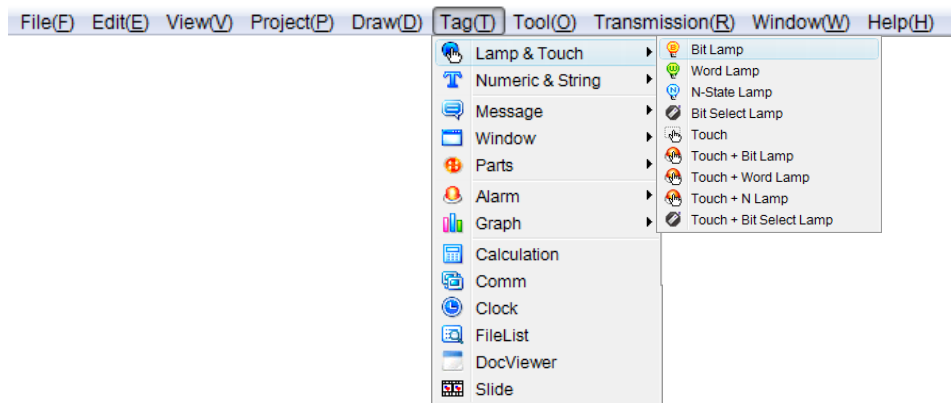 File(F) Edit(E) View(V) Project(P) Draw(D) Tag(T) Tool(O) Transmission(R) Window(W) Help(H)
Lamp & Touch
Numeric & String
Message
Window
Parts
Alarm
Graph
Calculation
Comm
Clock
FileList
DocViewer
Slide
Bit Lamp
Word Lamp
N-State Lamp
Bit Select Lamp
Touch
Touch + Bit Lamp
Touch + Word Lamp
Touch + N Lamp
Touch + Bit Select Lamp